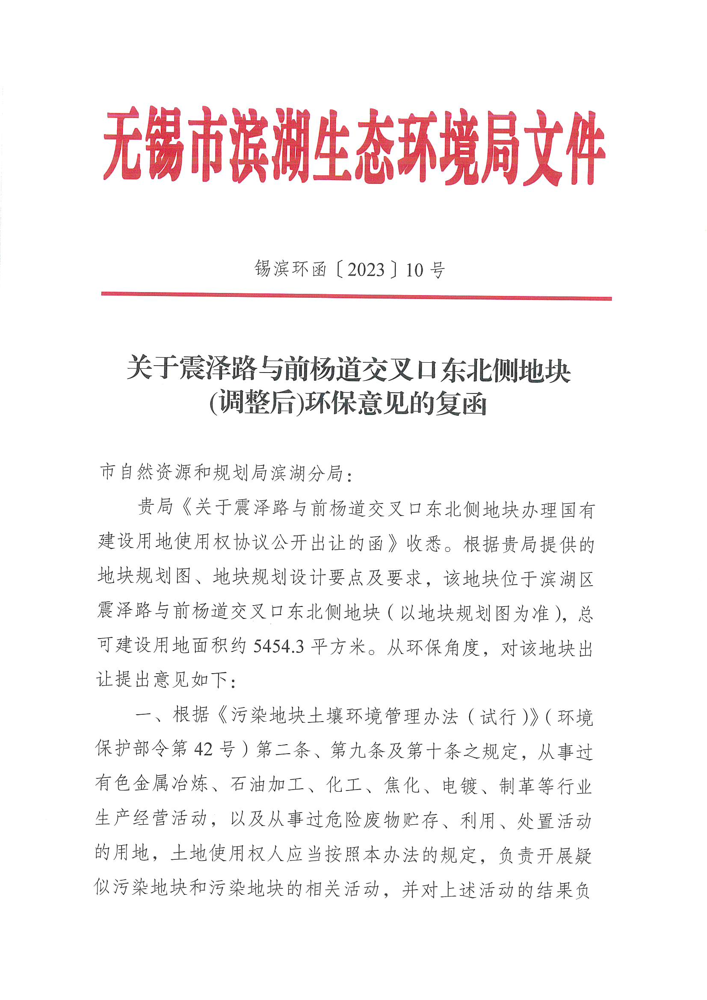 无锡市滨湖生态环境局文件
锡滨环函〔2023〕10 号
关于震泽路与前杨道交叉口东北侧地块
(调整后)环保意见的复函
市自然资源和规划局滨湖分局：
贵局《关于震泽路与前杨道交叉口东北侧地块办理国有
建设用地使用权协议公开出让的函》收悉。根据贵局提供的
地块规划图、地块规划设计要点及要求，该地块位于滨湖区
震泽路与前杨道交叉口东北侧地块（以地块规划图为准），总
可建设用地面积约 5454.3 平方米。从环保角度，对该地块出
让提出意见如下：
一、根据《污染地块土壤环境管理办法（试行）》（环境
保护部令第 42 号）第二条、第九条及第十条之规定，从事过
有色金属冶炼、石油加工、化工、焦化、电镀、制革等行业
生产经营活动，以及从事过危险废物贮存、利用、处置活动
的用地，土地使用权人应当按照本办法的规定，负责开展疑
似污染地块和污染地块的相关活动，并对上述活动的结果负